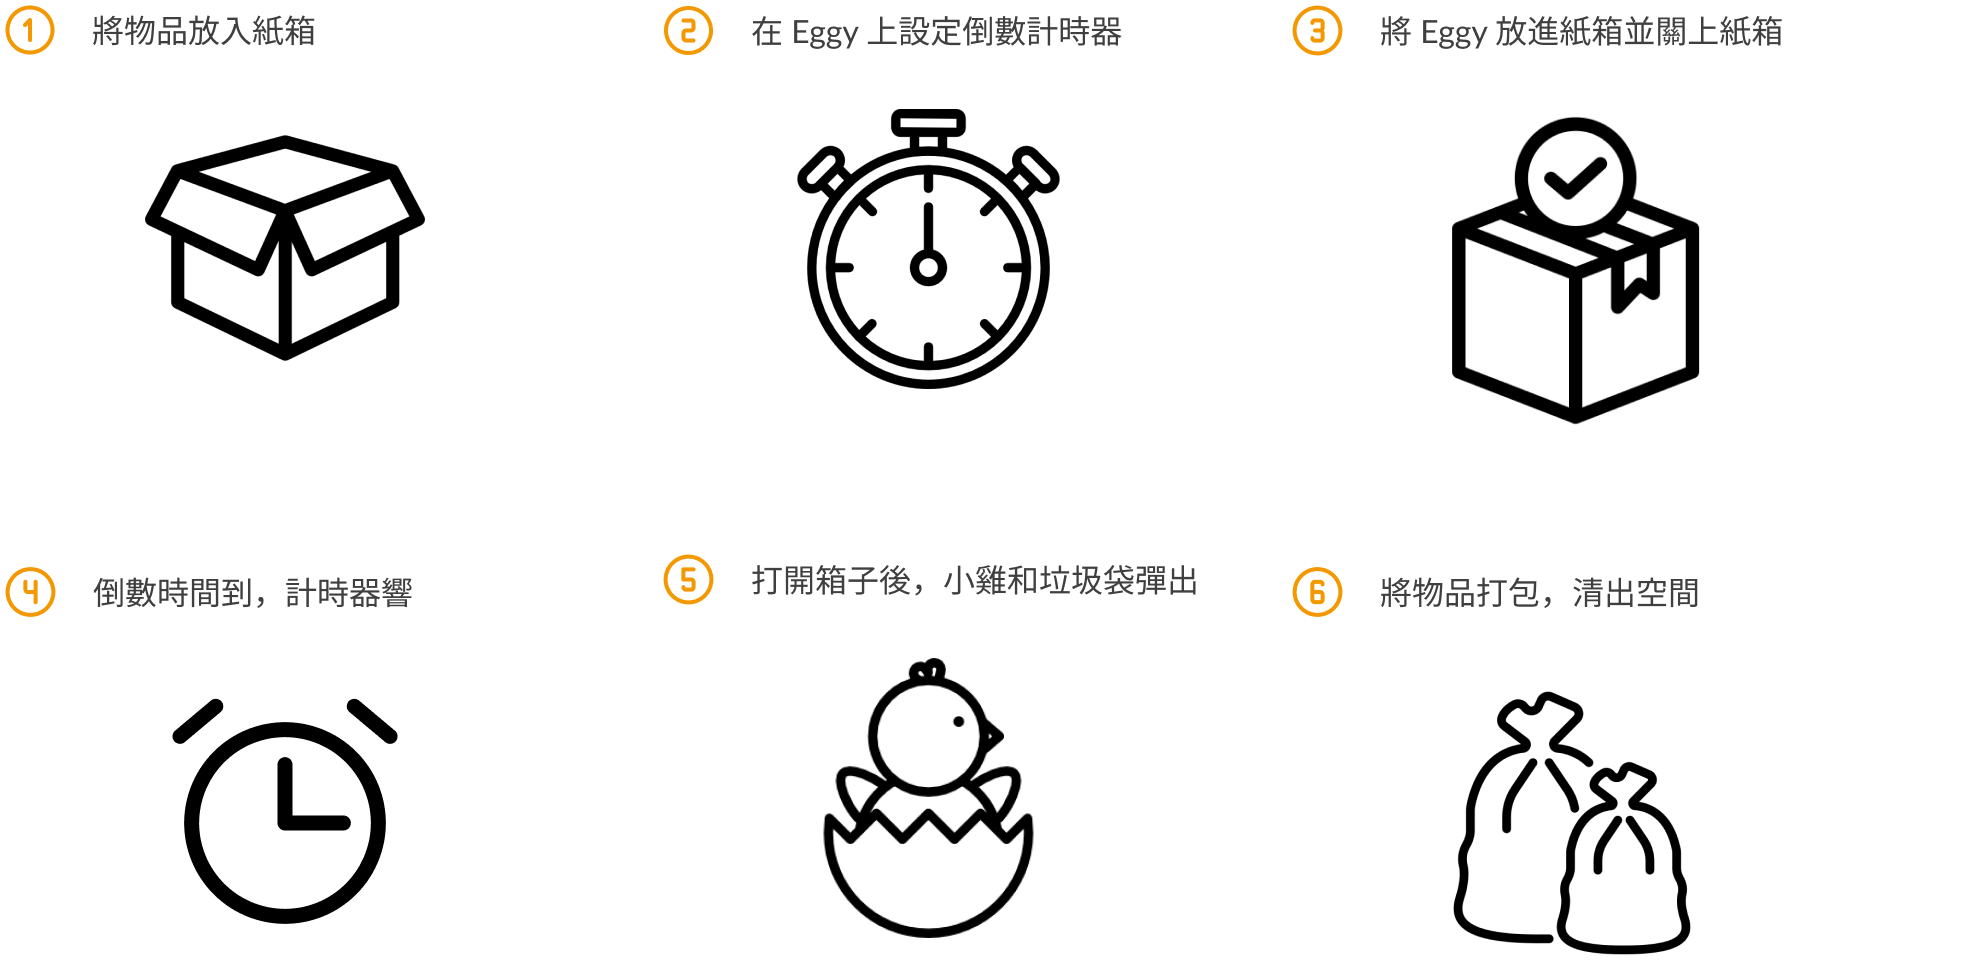 1 將物品放入紙箱
2 在 Eggy 上設定倒數計時器
3 將 Eggy 放進紙箱並關上紙箱
4 倒數時間到，計時器響
5 打開箱子後，小雞和垃圾袋彈出
6 將物品打包，清出空間